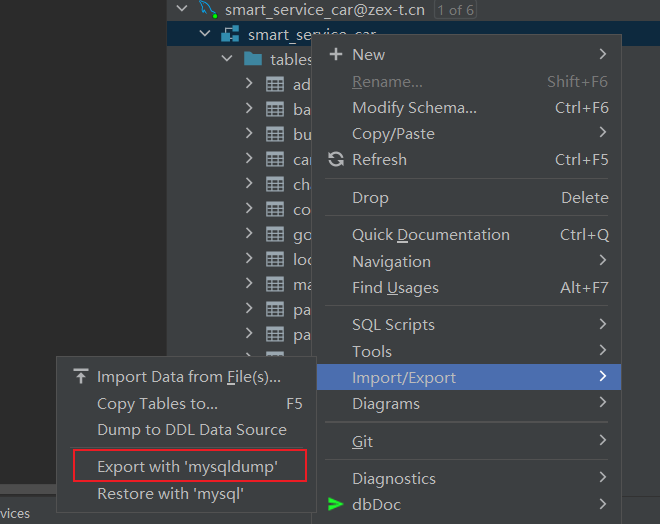 smart_service_car@zex-t.cn 1 of 6
smart_service_car
tables
ad
ba
bu
car
cha
co
go
loc
ma
pa
pa
New
Rename... Shift+F6
Modify Schema... Ctrl+F6
Copy/Paste
Refresh Ctrl+F5
Drop Delete
Quick Documentation Ctrl+Q
Navigation
Find Usages Alt+F7
SQL Scripts
Tools
Import/Export
Diagrams
Git
Diagnostics
dbDoc
Import Data from File(s)...
Copy Tables to... F5
Dump to DDL Data Source
Export with 'mysqldump'
Restore with 'mysql'
vices